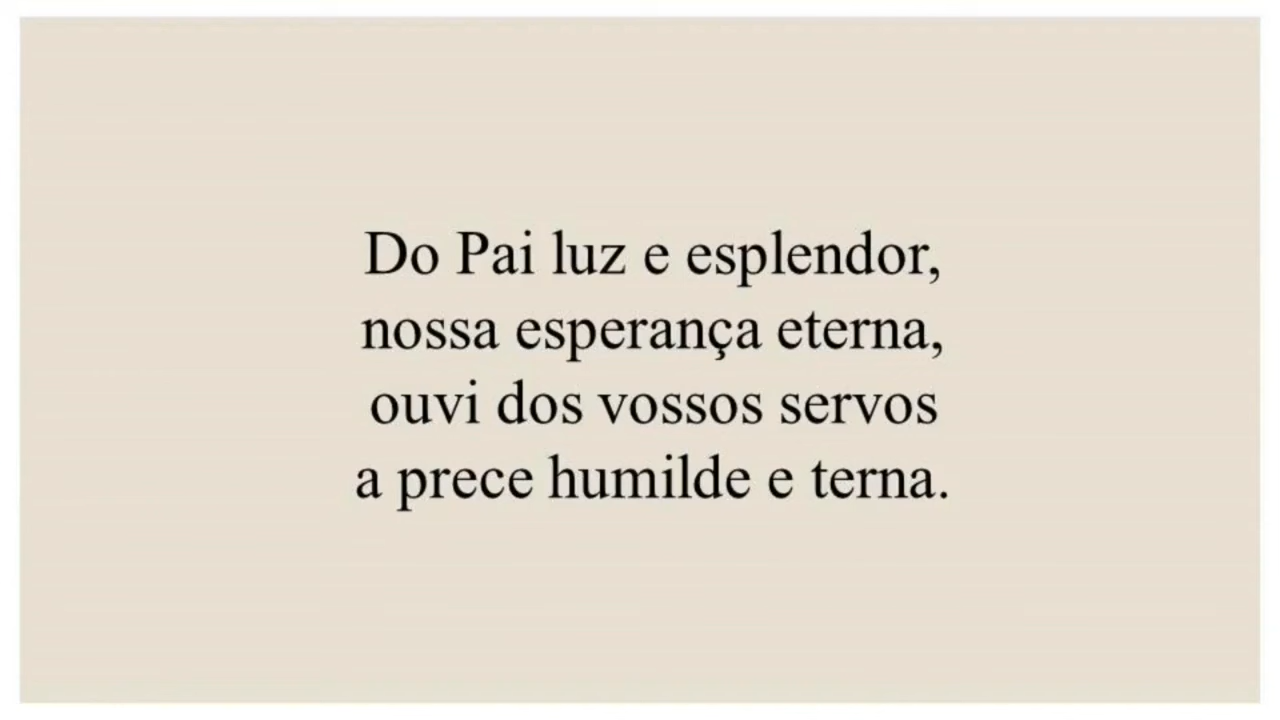 Do Pai luz e esplendor,
nossa esperança eterna,
ouvi dos vossos servos
a prece humilde e terna.